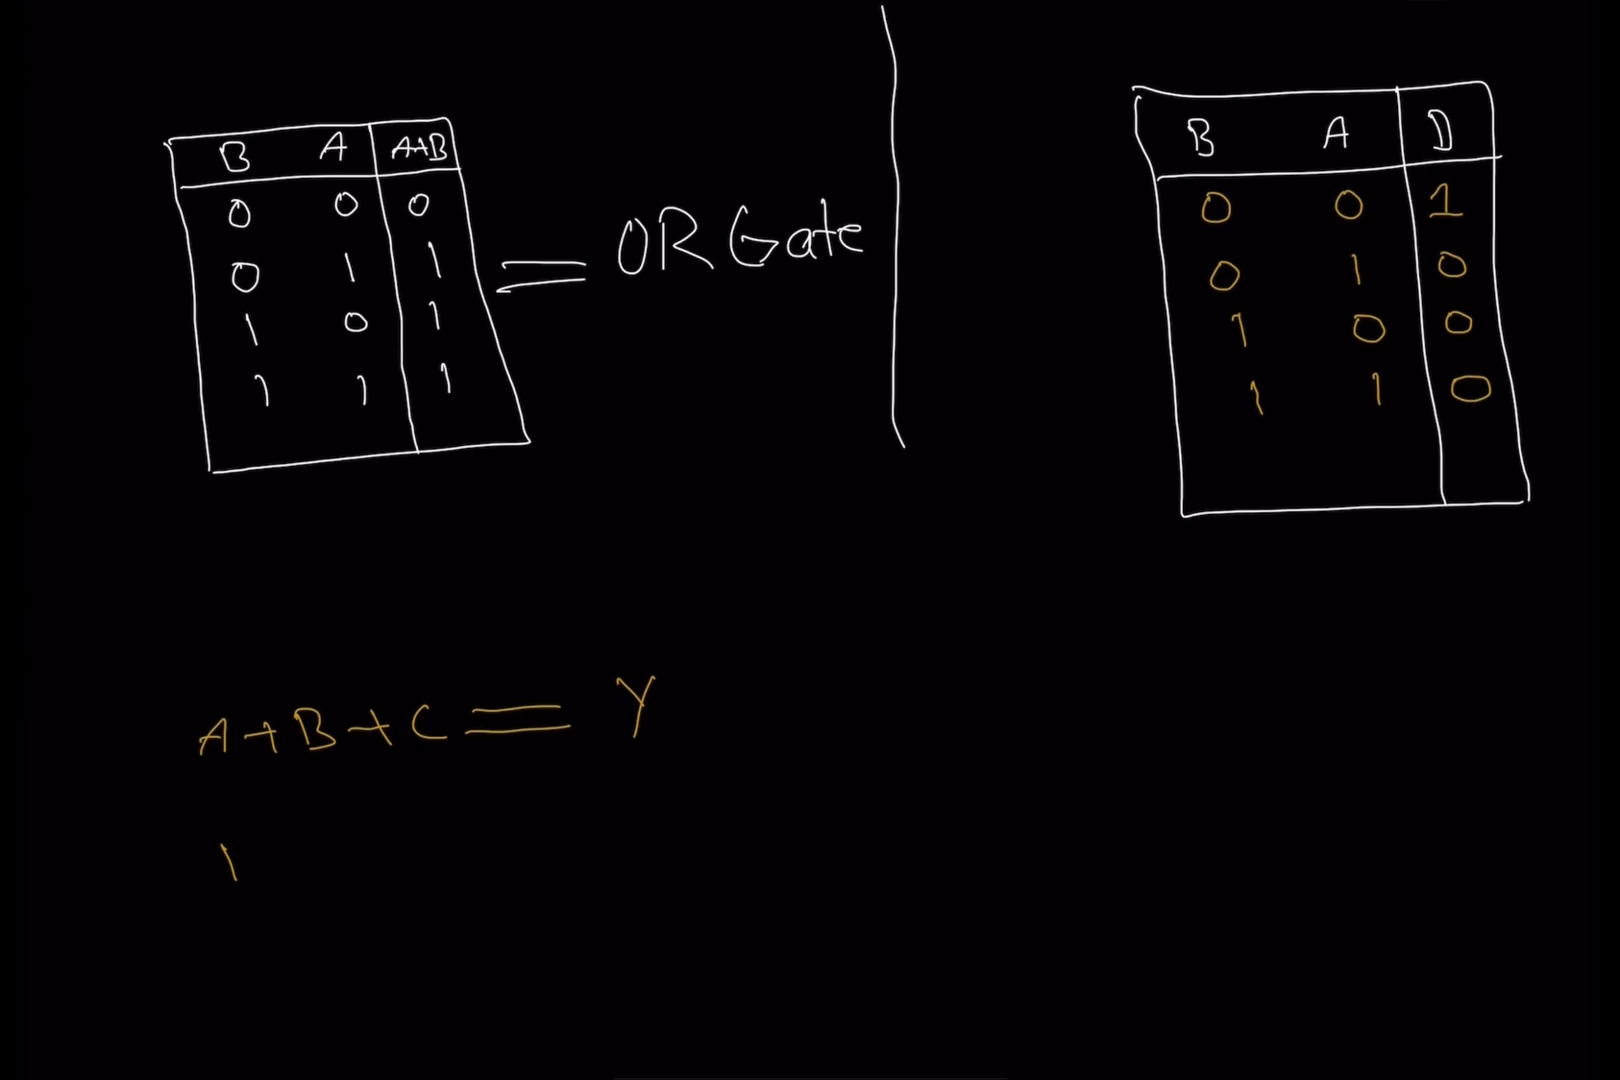 B A A+B
0 0 0
0 1 1
1 0 1
1 1 1
= OR Gate
B A D
0 0 1
0 1 0
1 0 0
1 1 0
A+B+C = Y
1